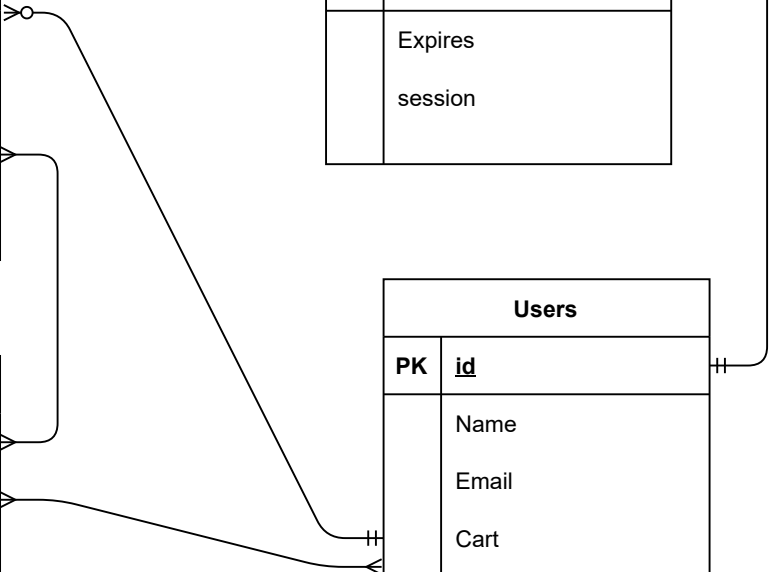 Expires
session
Users
PK id
Name
Email
Cart